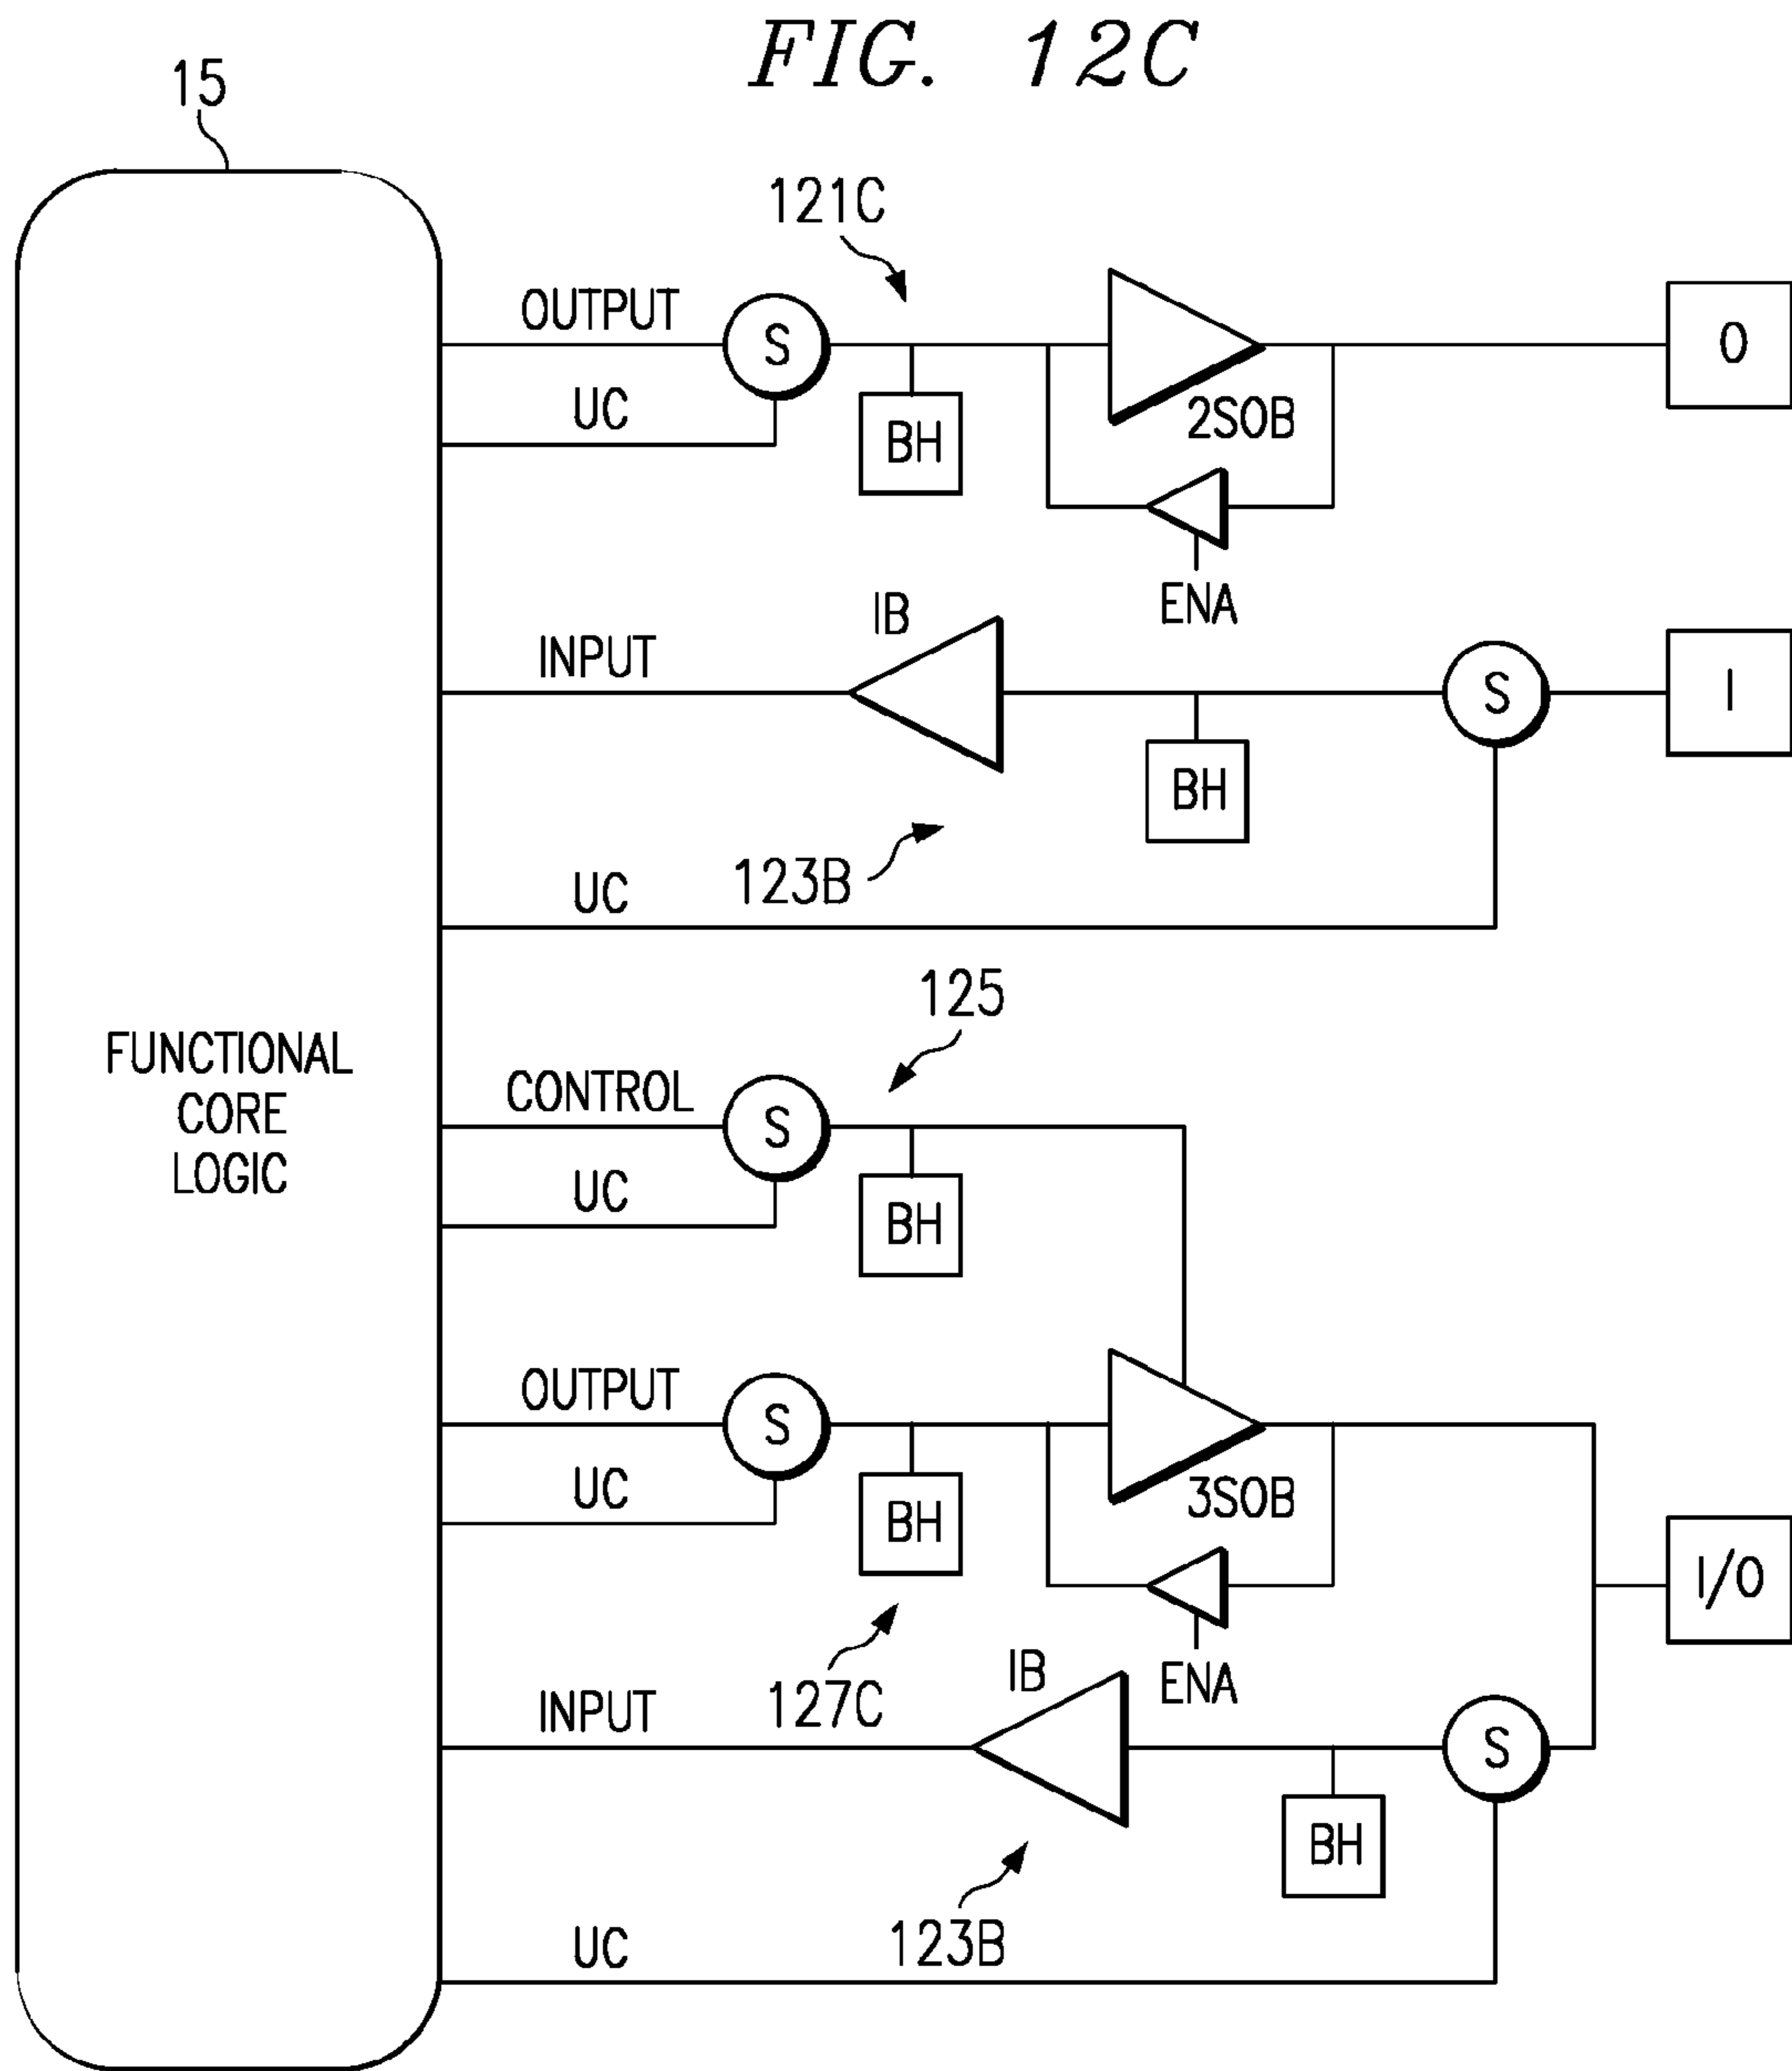 FIG. 12C
15
121C
OUTPUT
S
O
UC
BH
2SOB
ENA
IB
INPUT
S
I
BH
123B
UC
125
FUNCTIONAL
CORE
LOGIC
CONTROL
S
UC
BH
OUTPUT
S
UC
BH
3SOB
I/O
ENA
127C
IB
INPUT
S
BH
123B
UC